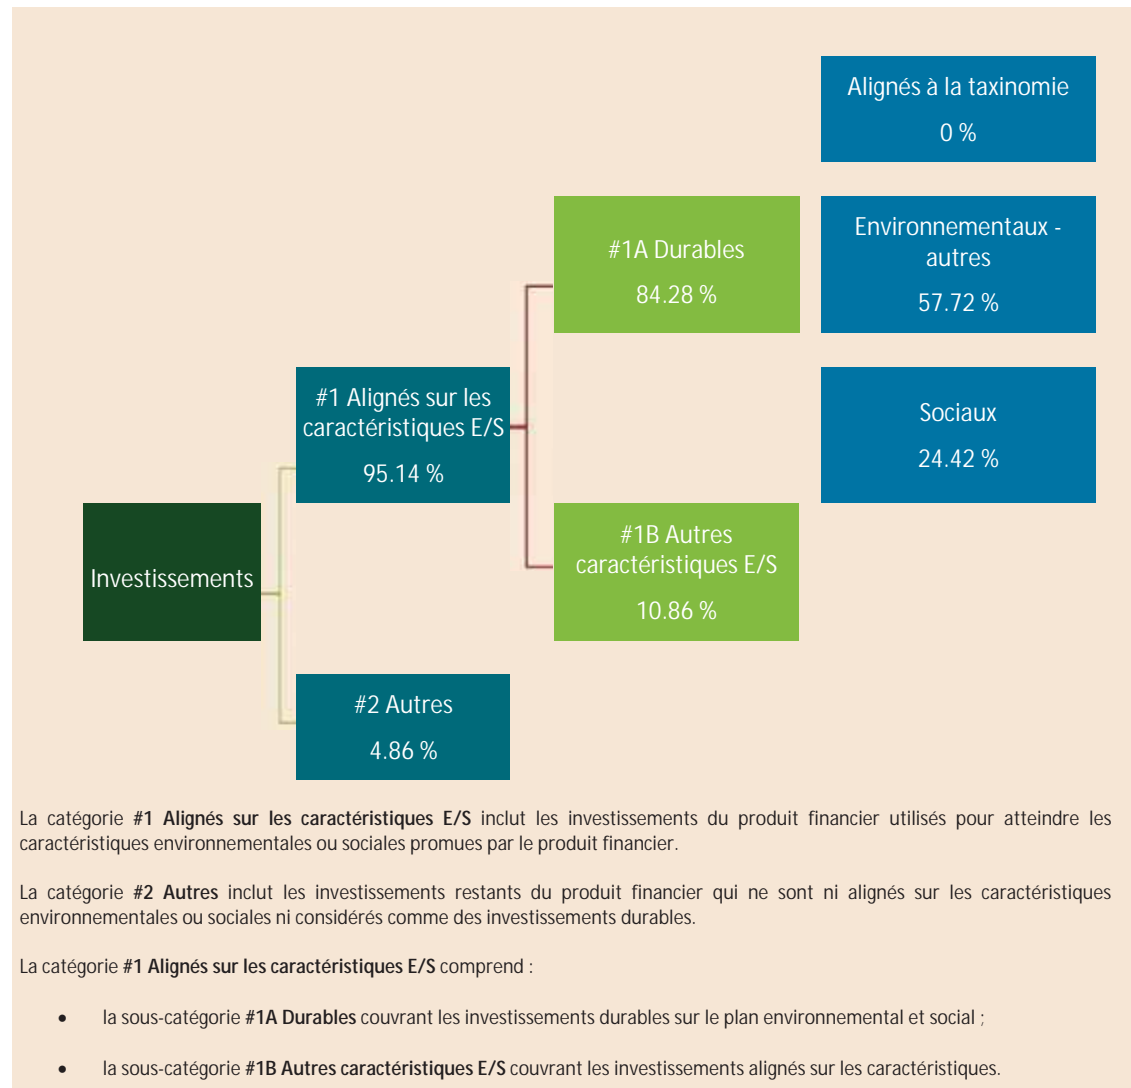 Alignés à la taxinomie
0 %
Environnementaux -
autres
57.72 %
#1A Durables
84.28 %
#1 Alignés sur les
caractéristiques E/S
95.14 %
Sociaux
24.42 %
Investissements
#1B Autres
caractéristiques E/S
10.86 %
#2 Autres
4.86 %
La catégorie #1 Alignés sur les caractéristiques E/S inclut les investissements du produit financier utilisés pour atteindre les
caractéristiques environnementales ou sociales promues par le produit financier.
La catégorie #2 Autres inclut les investissements restants du produit financier qui ne sont ni alignés sur les caractéristiques
environnementales ou sociales ni considérés comme des investissements durables.
La catégorie #1 Alignés sur les caractéristiques E/S comprend :
• la sous-catégorie #1A Durables couvrant les investissements durables sur le plan environnemental et social ;
• la sous-catégorie #1B Autres caractéristiques E/S couvrant les investissements alignés sur les caractéristiques.